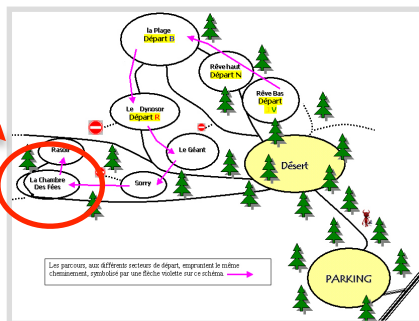 la Plage
Départ B
Rêve haut
Départ N
Rêve Bas
Départ
V
Le Dynosor
Départ R
Le Géant
Rasoir
La Chambre
Des Fées
Sorry
Désert
PARKING
Les parcours, aux différents secteurs de départ, empruntent le même
cheminement, symbolisé par une flèche violette sur ce schéma.